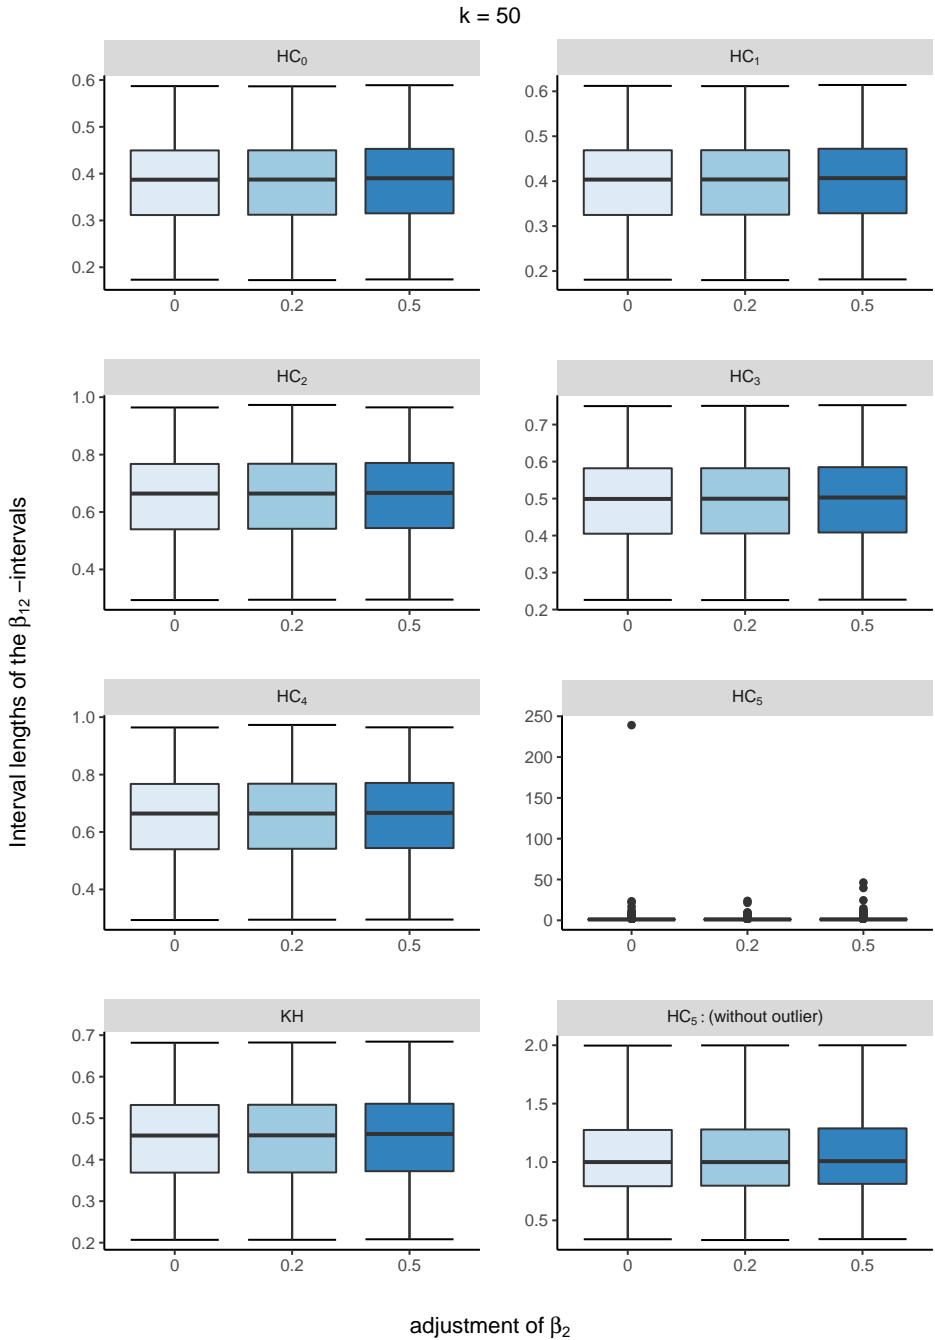 k = 50
Interval lengths of the β₁₂ −intervals
HC₀
0.6
0.5
0.4
0.3
0.2
0 0.2 0.5
HC₁
0.6
0.5
0.4
0.3
0.2
0 0.2 0.5
HC₂
1.0
0.8
0.6
0.4
0 0.2 0.5
HC₃
0.7
0.6
0.5
0.4
0.3
0.2
0 0.2 0.5
HC₄
1.0
0.8
0.6
0.4
0 0.2 0.5
HC₅
250
200
150
100
50
0
0 0.2 0.5
KH
0.7
0.6
0.5
0.4
0.3
0.2
0 0.2 0.5
HC₅ : (without outlier)
2.0
1.5
1.0
0.5
0 0.2 0.5
adjustment of β₂